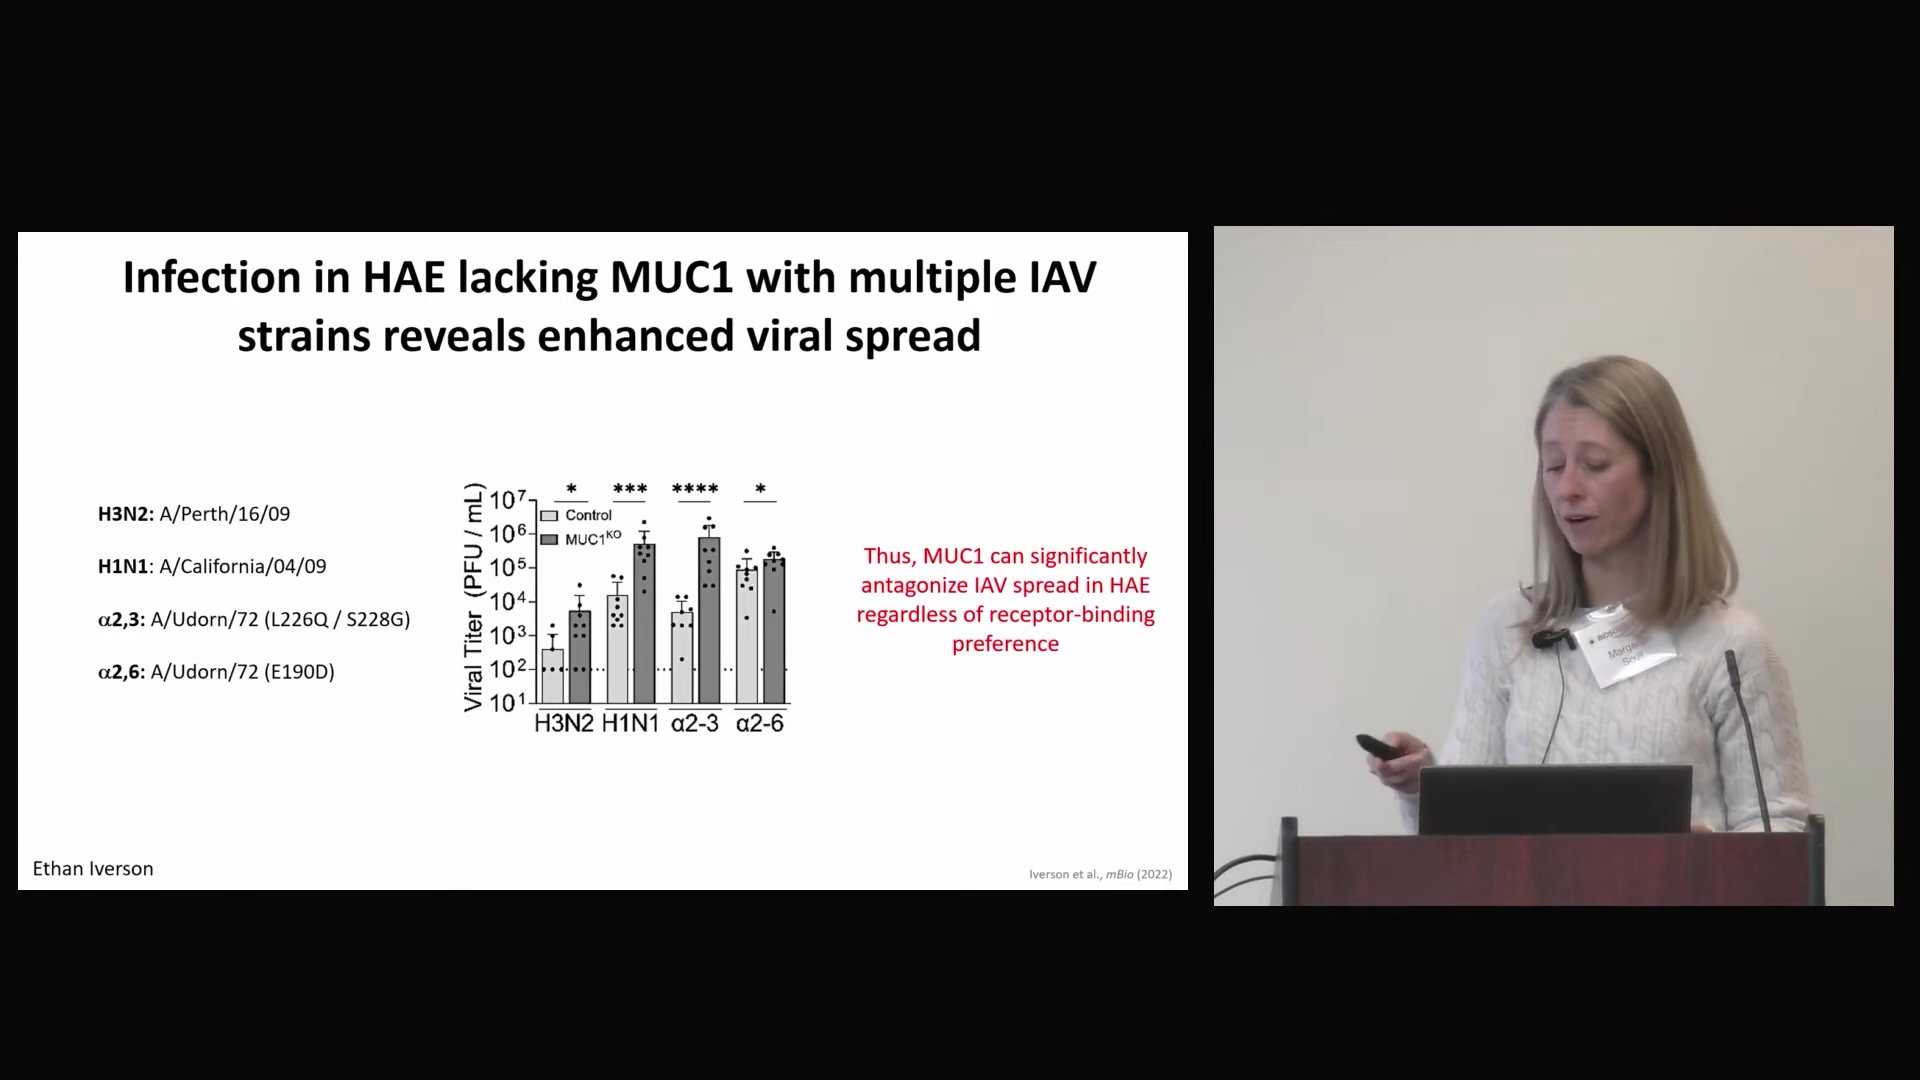 Infection in HAE lacking MUC1 with multiple IAV
strains reveals enhanced viral spread
H3N2: A/Perth/16/09
H1N1: A/California/04/09
α2,3: A/Udorn/72 (L226Q / S228G)
α2,6: A/Udorn/72 (E190D)
Viral Titer (PFU / mL)
10⁷
10⁶
10⁵
10⁴
10³
10²
10¹
* *** **** *
Control
MUC1ᴷᴼ
H3N2 H1N1 α2-3 α2-6
Thus, MUC1 can significantly
antagonize IAV spread in HAE
regardless of receptor-binding
preference
Ethan Iverson
Iverson et al., mBio (2022)